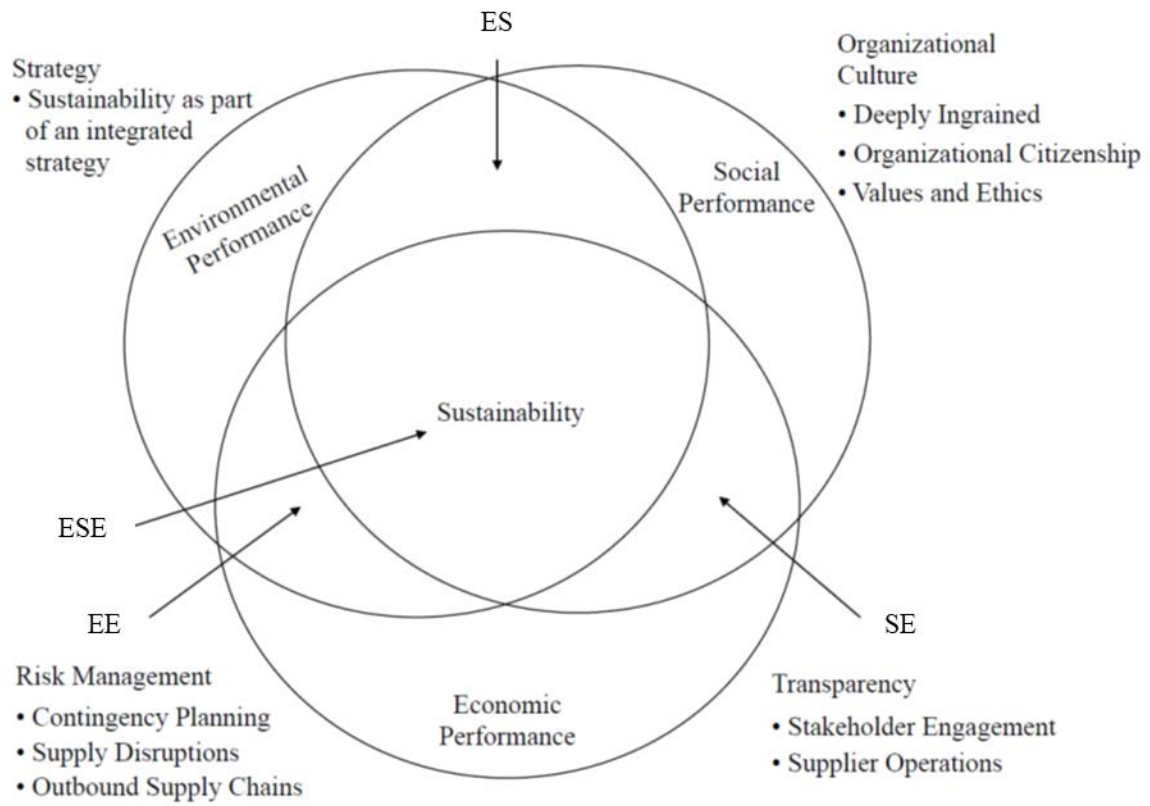 ES
Strategy
• Sustainability as part
of an integrated
strategy
Organizational
Culture
• Deeply Ingrained
• Organizational Citizenship
• Values and Ethics
Environmental
Performance
Social
Performance
Sustainability
ESE
EE
SE
Risk Management
• Contingency Planning
• Supply Disruptions
• Outbound Supply Chains
Economic
Performance
Transparency
• Stakeholder Engagement
• Supplier Operations